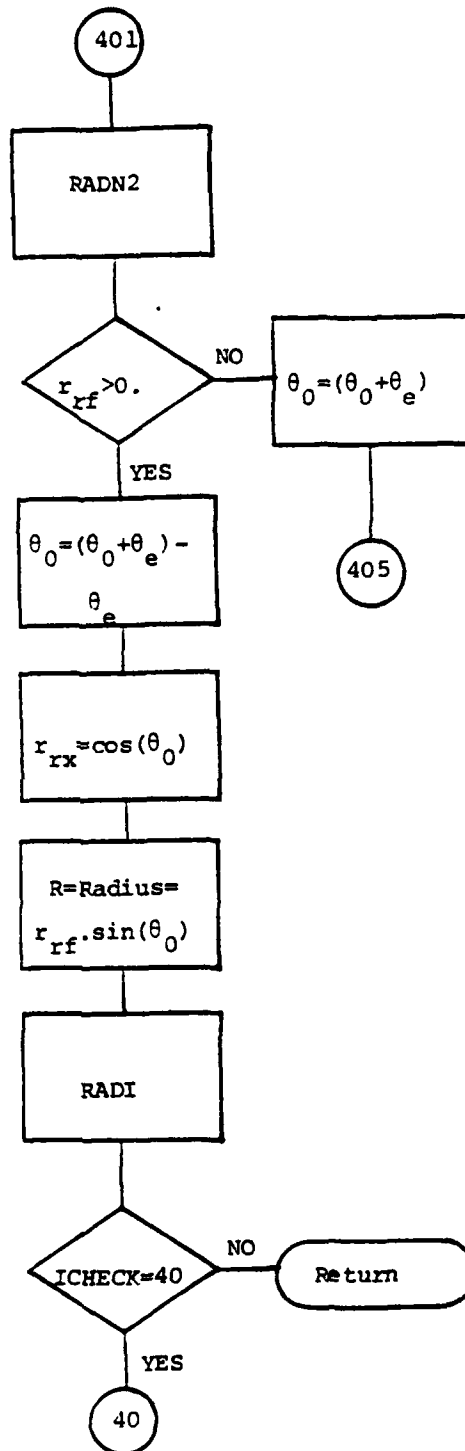 401
RADN2
r_rf>0.
NO
θ_0=(θ_0+θ_e)
405
YES
θ_0=(θ_0+θ_e)-
θ_e
r_rx=cos(θ_0)
R=Radius=
r_rf.sin(θ_0)
RADI
ICHECK=40
NO
Return
YES
40